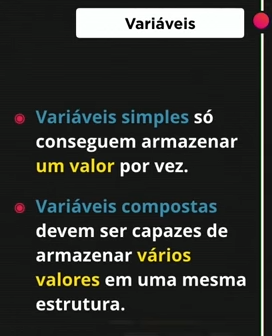 Variáveis
Variáveis simples só
conseguem armazenar
um valor por vez.
Variáveis compostas
devem ser capazes de
armazenar vários
valores em uma mesma
estrutura.